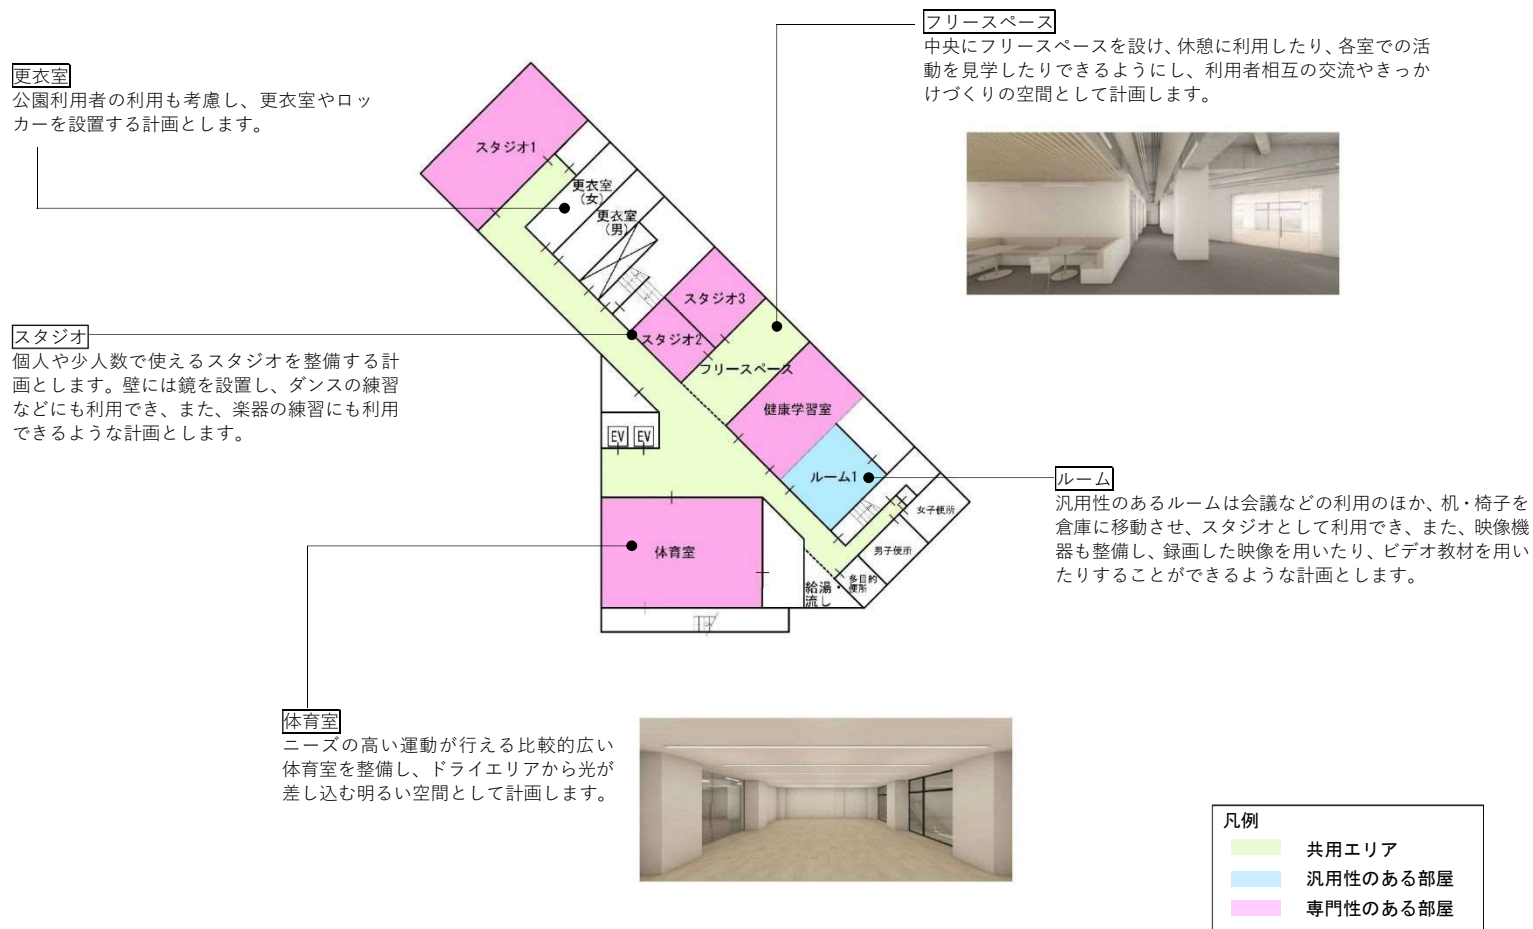 フリースペース
中央にフリースペースを設け、休憩に利用したり、各室での活
動を見学したりできるようにし、利用者相互の交流やきっか
けづくりの空間として計画します。
更衣室
公園利用者の利用も考慮し、更衣室やロッ
カーを設置する計画とします。
スタジオ1
更衣室
(女)
更衣室
(男)
スタジオ3
スタジオ2
フリースペース
健康学習室
ルーム1
EV
EV
体育室
女子便所
男子便所
多目的
便所
給湯・
流し
スタジオ
個人や少人数で使えるスタジオを整備する計
画とします。壁には鏡を設置し、ダンスの練習
などにも利用でき、また、楽器の練習にも利用
できるような計画とします。
ルーム
汎用性のあるルームは会議などの利用のほか、机・椅子を
倉庫に移動させ、スタジオとして利用でき、また、映像機
器も整備し、録画した映像を用いたり、ビデオ教材を用い
たりすることができるような計画とします。
体育室
ニーズの高い運動が行える比較的広い
体育室を整備し、ドライエリアから光が
差し込む明るい空間として計画します。
凡例
共用エリア
汎用性のある部屋
専門性のある部屋